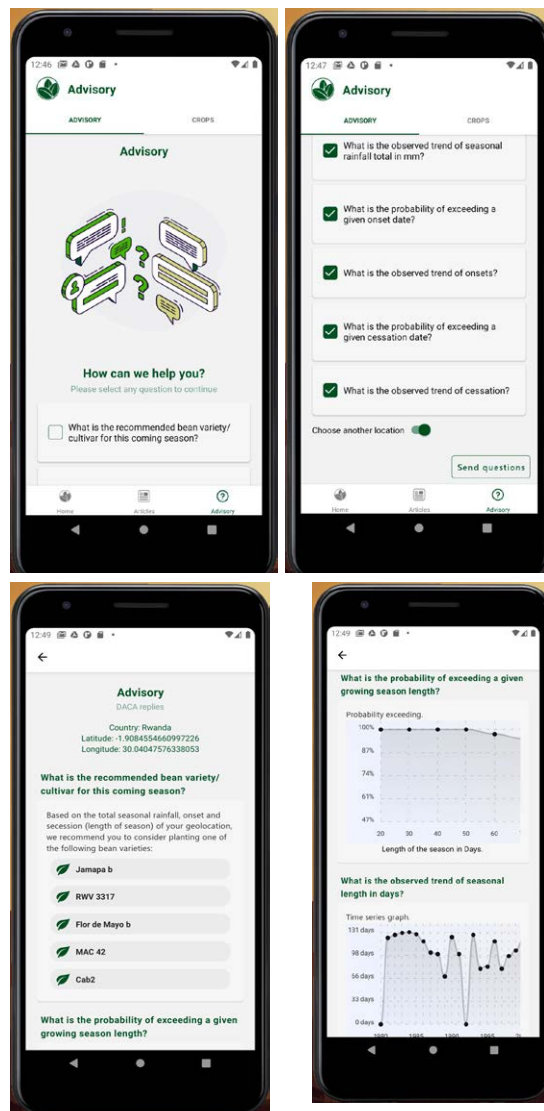 12:46
Advisory
ADVISORY
CROPS
Advisory
How can we help you?
Please select any question to continue
What is the recommended bean variety/
cultivar for this coming season?
Home
Articles
Advisory
12:47
Advisory
ADVISORY
CROPS
What is the observed trend of seasonal
rainfall total in mm?
What is the probability of exceeding a
given onset date?
What is the observed trend of onsets?
What is the probability of exceeding a
given cessation date?
What is the observed trend of cessation?
Choose another location
Send questions
Home
Articles
Advisory
12:49
Advisory
DACA replies
Country: Rwanda
Latitude: -1.9084554660997226
Longitude: 30.04047576338053
What is the recommended bean variety/
cultivar for this coming season?
Based on the total seasonal rainfall, onset and
secession (length of season) of your geolocation,
we recommend you to consider planting one of
the following bean varieties:
Jamapa b
RWV 3317
Flor de Mayo b
MAC 42
Cab2
What is the probability of exceeding a given
growing season length?
12:49
What is the probability of exceeding a given
growing season length?
Probability exceeding.
100%
87%
74%
61%
47%
20 30 40 50 60
Length of the season in Days.
What is the observed trend of seasonal
length in days?
Time series graph.
131 days
98 days
66 days
33 days
0 days
1980 1985 1990 1995